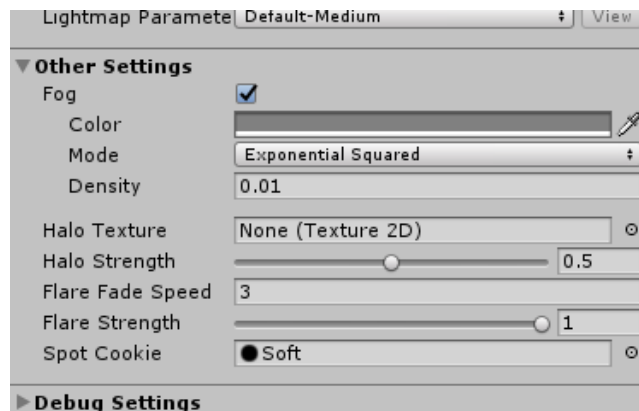 Lightmap Paramete Default-Medium View
Other Settings
Fog
Color
Mode Exponential Squared
Density 0.01
Halo Texture None (Texture 2D)
Halo Strength 0.5
Flare Fade Speed 3
Flare Strength 1
Spot Cookie Soft
Debug Settings